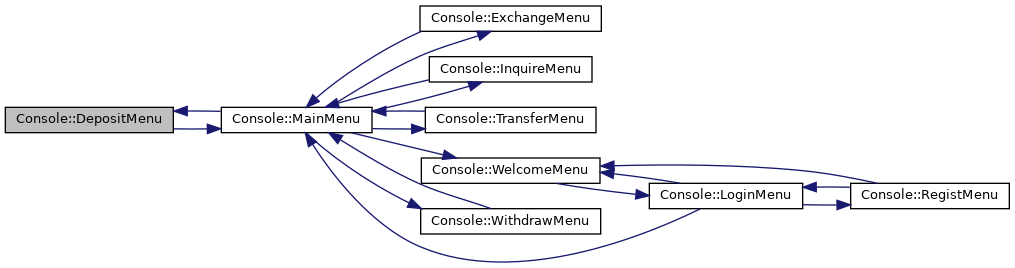 Console::ExchangeMenu
Console::InquireMenu
Console::DepositMenu
Console::MainMenu
Console::TransferMenu
Console::WelcomeMenu
Console::LoginMenu
Console::RegistMenu
Console::WithdrawMenu